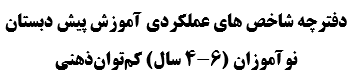 دفترچه شاخص های عملکردی آموزش پیش دبستان
نوآموزان (۶-۴ سال) کم‌توان‌ذهنی